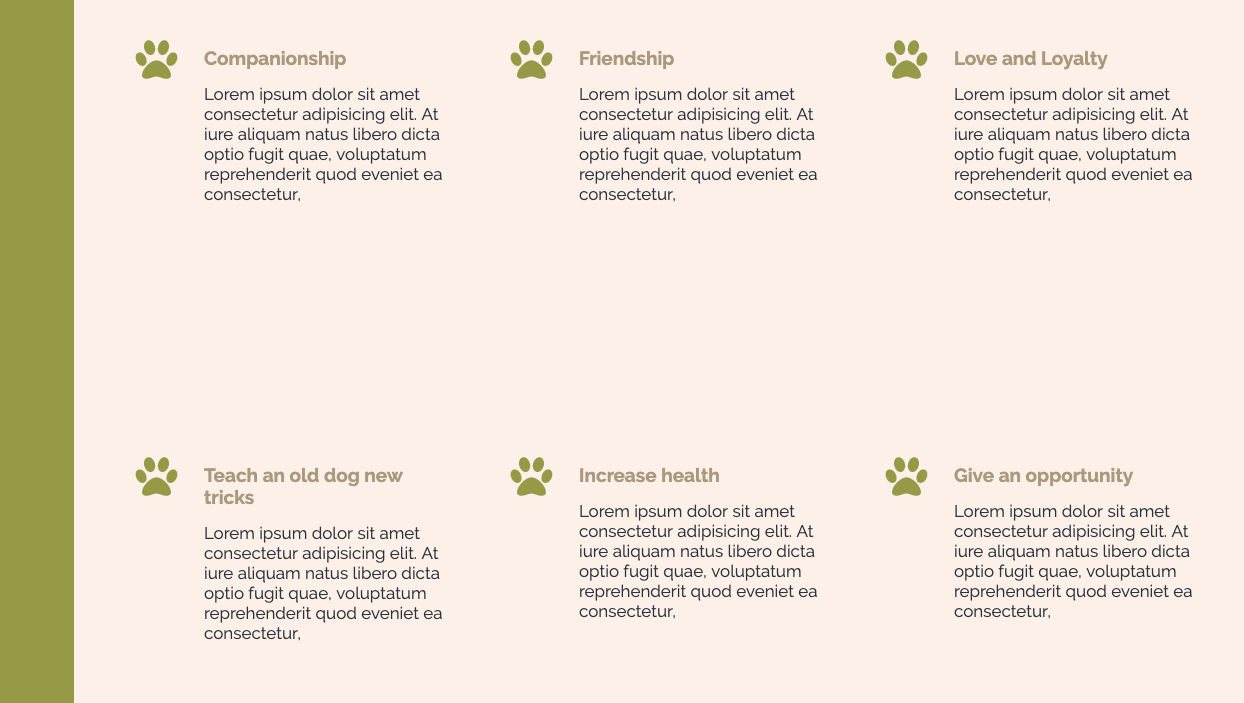 Companionship
Lorem ipsum dolor sit amet
consectetur adipisicing elit. At
iure aliquam natus libero dicta
optio fugit quae, voluptatum
reprehenderit quod eveniet ea
consectetur,
Friendship
Lorem ipsum dolor sit amet
consectetur adipisicing elit. At
iure aliquam natus libero dicta
optio fugit quae, voluptatum
reprehenderit quod eveniet ea
consectetur,
Love and Loyalty
Lorem ipsum dolor sit amet
consectetur adipisicing elit. At
iure aliquam natus libero dicta
optio fugit quae, voluptatum
reprehenderit quod eveniet ea
consectetur,
Teach an old dog new
tricks
Lorem ipsum dolor sit amet
consectetur adipisicing elit. At
iure aliquam natus libero dicta
optio fugit quae, voluptatum
reprehenderit quod eveniet ea
consectetur,
Increase health
Lorem ipsum dolor sit amet
consectetur adipisicing elit. At
iure aliquam natus libero dicta
optio fugit quae, voluptatum
reprehenderit quod eveniet ea
consectetur,
Give an opportunity
Lorem ipsum dolor sit amet
consectetur adipisicing elit. At
iure aliquam natus libero dicta
optio fugit quae, voluptatum
reprehenderit quod eveniet ea
consectetur,